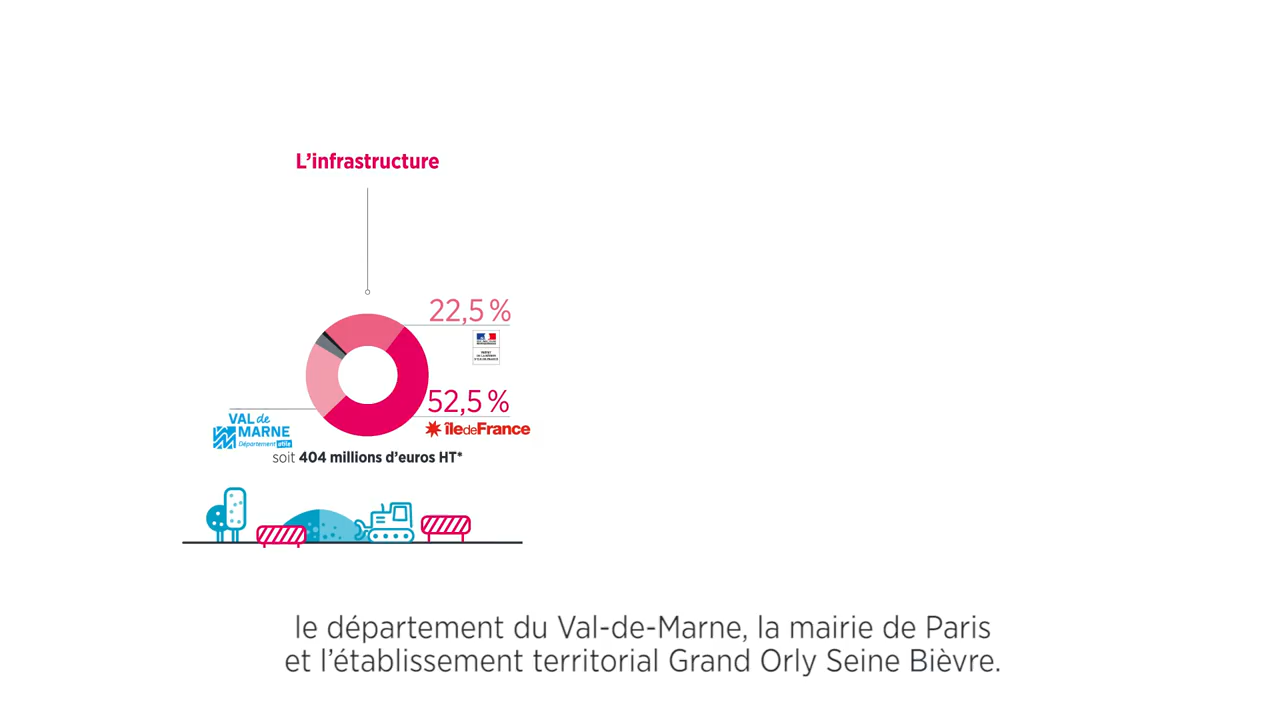 L'infrastructure
22,5 %
52,5 %
îledeFrance
VAL de
MARNE
Département utile
soit 404 millions d'euros HT*
le département du Val-de-Marne, la mairie de Paris
et l'établissement territorial Grand Orly Seine Bièvre.